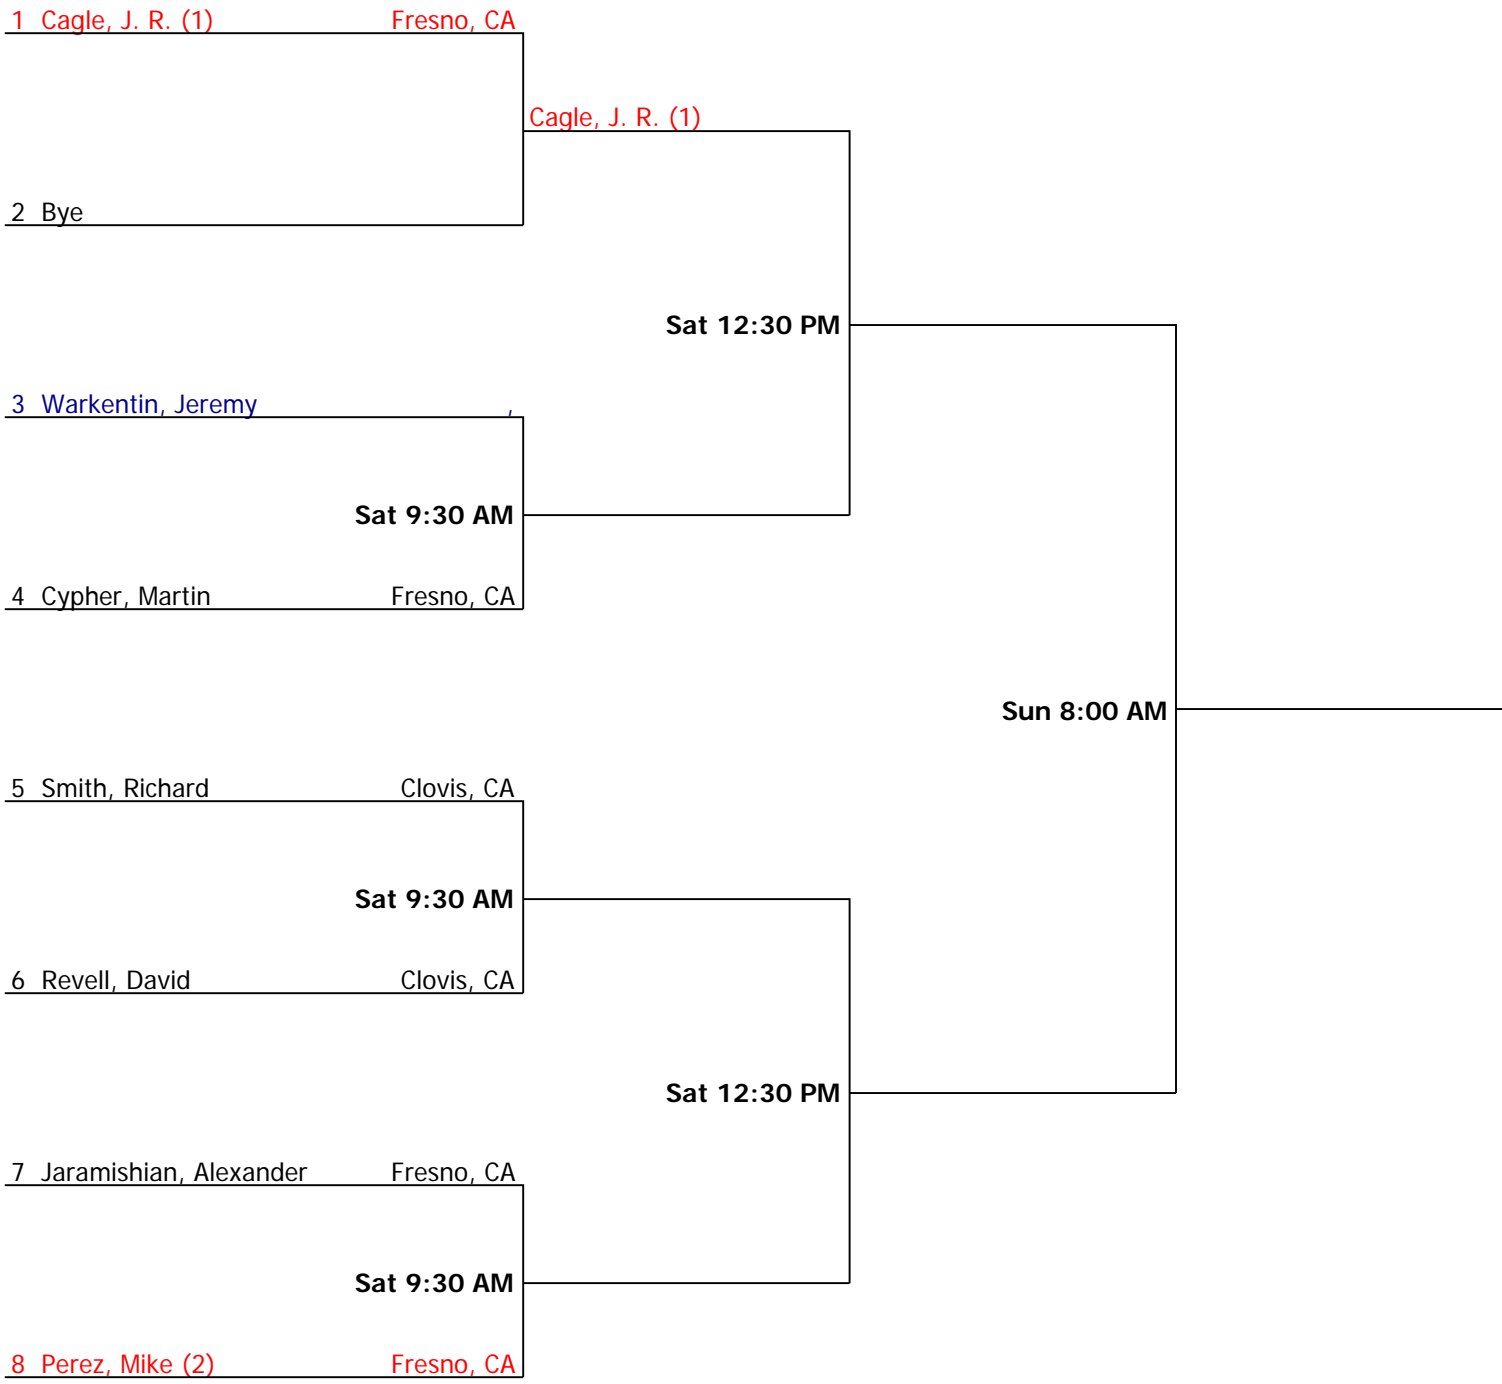 1 Cagle, J. R. (1) Fresno, CA
Cagle, J. R. (1)
2 Bye
Sat 12:30 PM
3 Warkentin, Jeremy ,
Sat 9:30 AM
4 Cypher, Martin Fresno, CA
Sun 8:00 AM
5 Smith, Richard Clovis, CA
Sat 9:30 AM
6 Revell, David Clovis, CA
Sat 12:30 PM
7 Jaramishian, Alexander Fresno, CA
Sat 9:30 AM
8 Perez, Mike (2) Fresno, CA